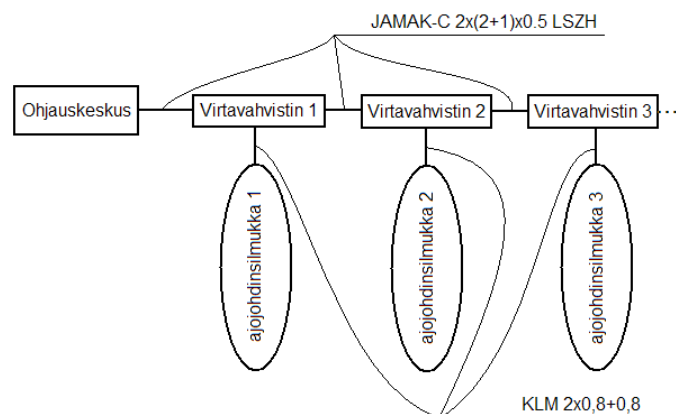 JAMAK-C 2x(2+1)x0.5 LSZH
Ohjauskeskus
Virtavahvistin 1
Virtavahvistin 2
Virtavahvistin 3
ajojohdinsilmukka 1
ajojohdinsilmukka 2
ajojohdinsilmukka 3
KLM 2x0,8+0,8